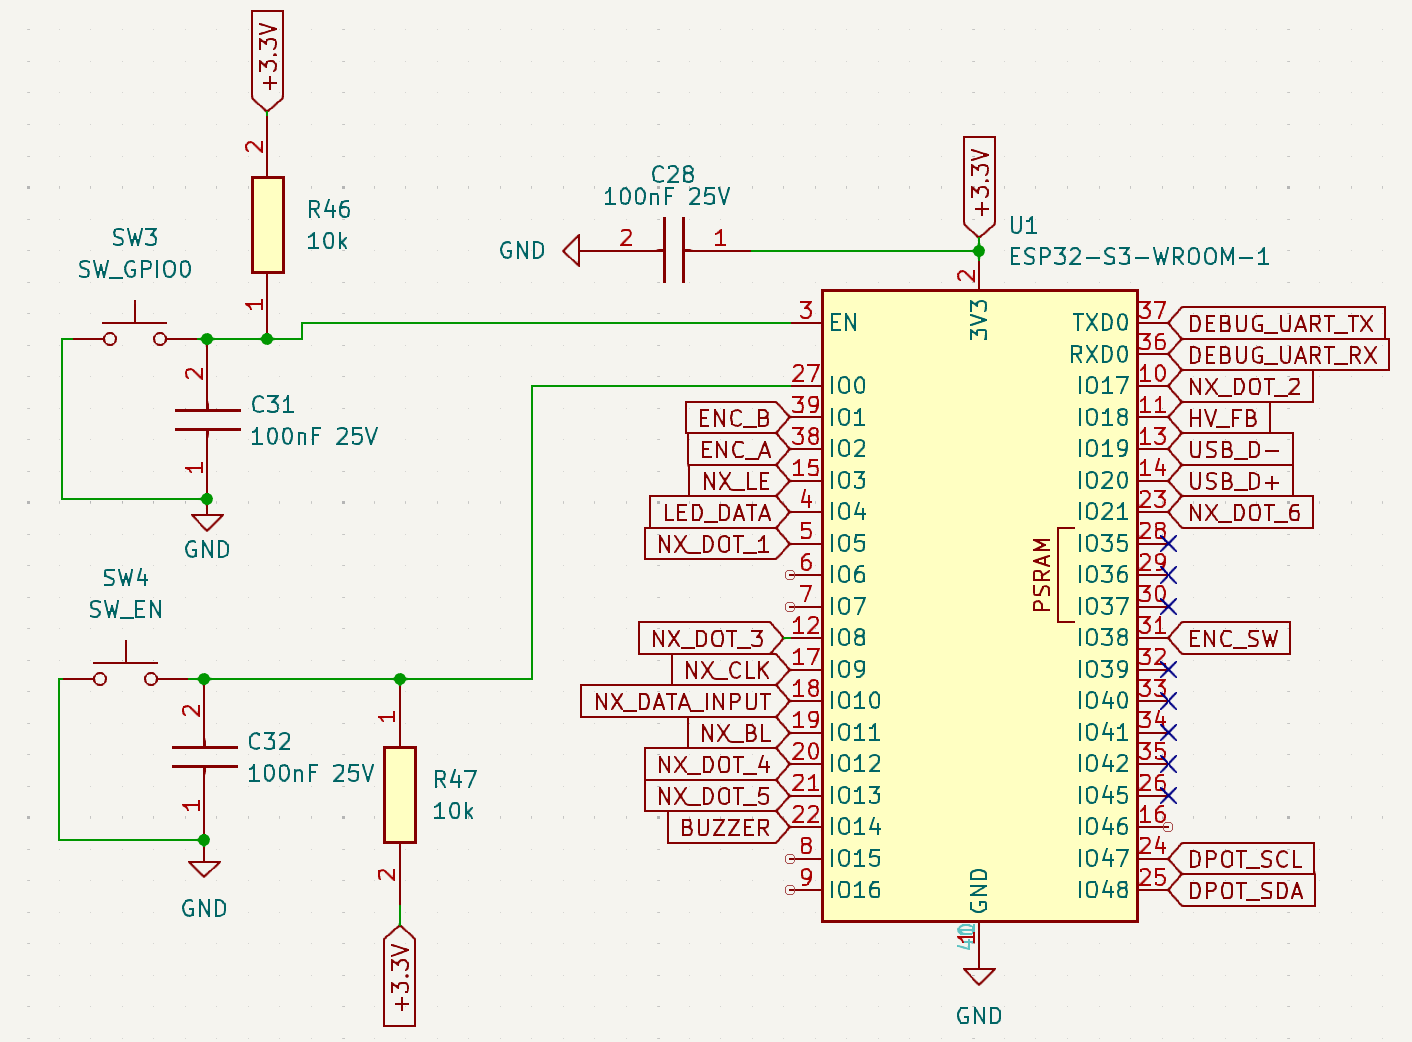 +3.3V
2
R46
10k
1
SW3
SW_GPIO0
2
C31
100nF 25V
1
GND
SW4
SW_EN
2
C32
100nF 25V
1
GND
1
R47
10k
2
+3.3V
C28
100nF 25V
GND
2
1
+3.3V
2
U1
ESP32-S3-WROOM-1
3V3
3 EN
27 IO0
ENC_B 39 IO1
ENC_A 38 IO2
NX_LE 15 IO3
LED_DATA 4 IO4
NX_DOT_1 5 IO5
6 IO6
7 IO7
NX_DOT_3 12 IO8
NX_CLK 17 IO9
NX_DATA_INPUT 18 IO10
NX_BL 19 IO11
NX_DOT_4 20 IO12
NX_DOT_5 21 IO13
BUZZER 22 IO14
8 IO15
9 IO16
TXD0 37 DEBUG_UART_TX
RXD0 36 DEBUG_UART_RX
IO17 10 NX_DOT_2
IO18 11 HV_FB
IO19 13 USB_D-
IO20 14 USB_D+
IO21 23 NX_DOT_6
PSRAM
IO35 28
IO36 29
IO37 30
IO38 31 ENC_SW
IO39 32
IO40 33
IO41 34
IO42 35
IO45 26
IO46 16
IO47 24 DPOT_SCL
IO48 25 DPOT_SDA
GND
1
GND